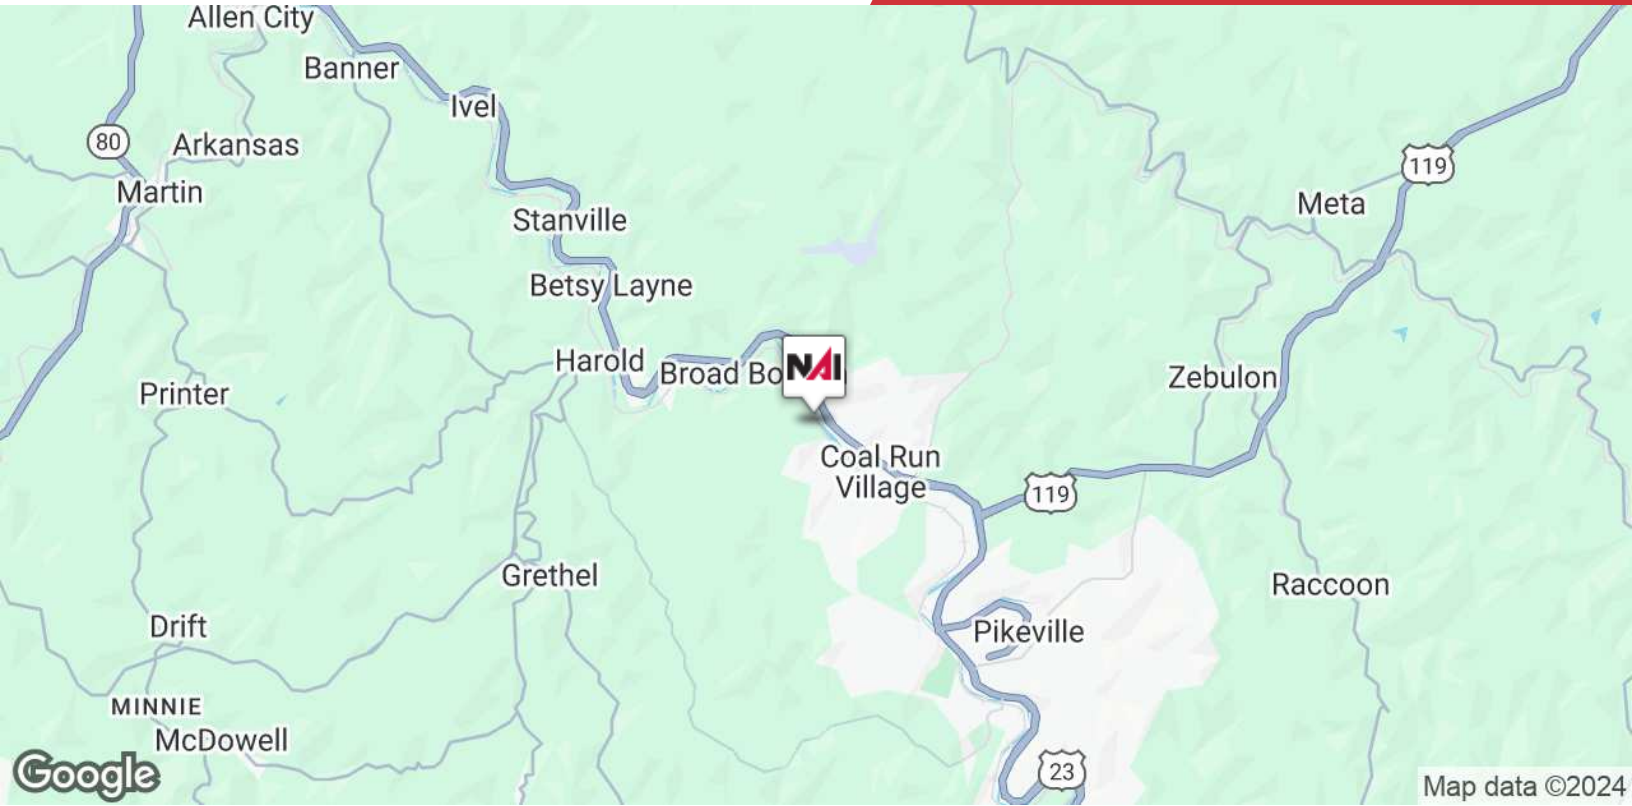 Allen City
Banner
Ivel
80
Arkansas
119
Martin
Meta
Stanville
Betsy Layne
Harold
Broad Bo
NAI
Zebulon
Printer
Coal Run
Village
119
Grethel
Raccoon
Drift
Pikeville
MINNIE
McDowell
23
Google
Map data ©2024